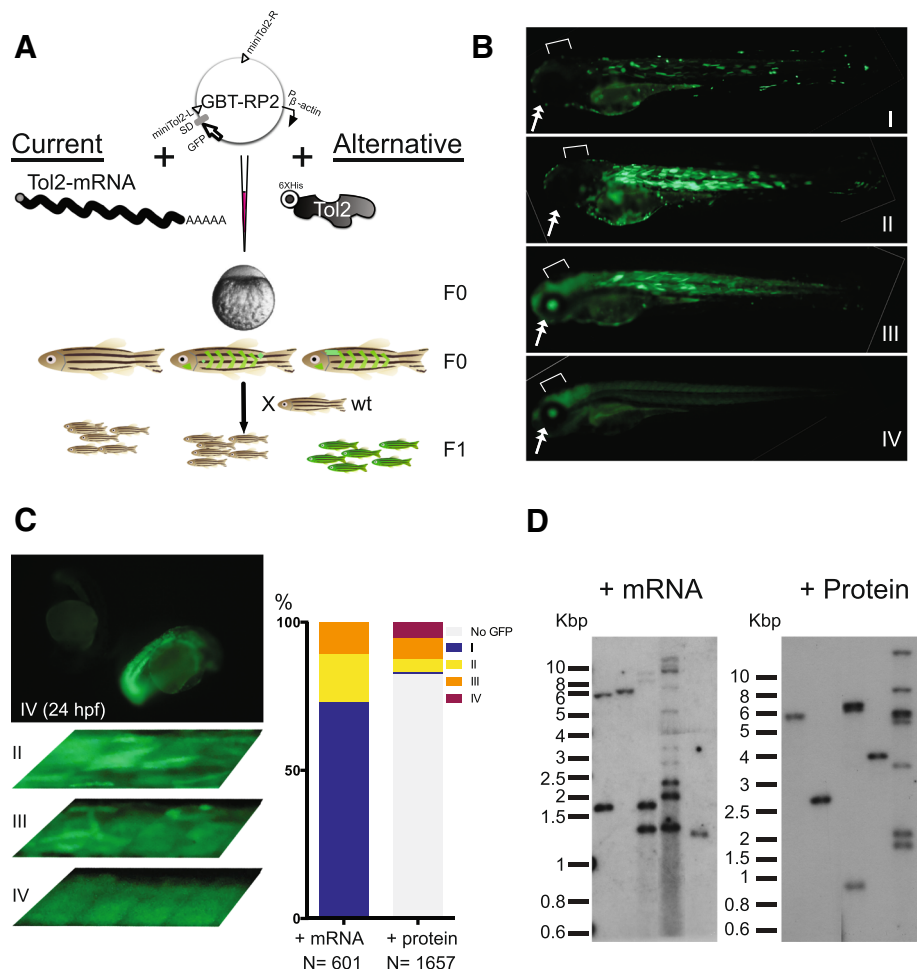 A
miniTol2-R
GBT-RP2
P β-actin
miniTol2-L
SD
GFP
Current
+
+
Alternative
Tol2-mRNA
AAAAA
6XHis
Tol2
F0
F0
X
wt
F1
B
I
II
III
IV
C
IV (24 hpf)
II
III
IV
%
100
50
0
No GFP
I
II
III
IV
+ mRNA
+ protein
N= 601
N= 1657
D
+ mRNA
+ Protein
Kbp
Kbp
10
8
6
5
4
3
2.5
2
1.5
1
0.8
0.6
10
8
6
5
4
3
2.5
2
1.5
1
0.8
0.6